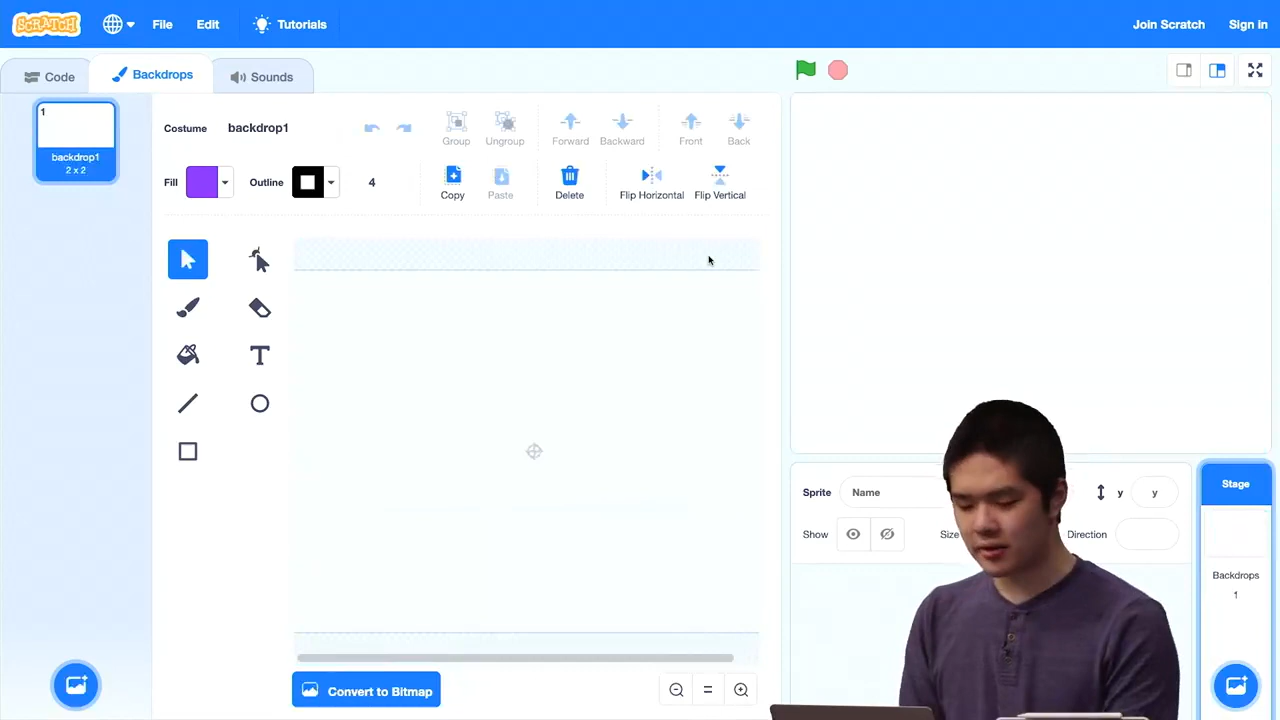 SCRATCH File Edit Tutorials Join Scratch Sign in
Code Backdrops Sounds
1
backdrop1
2 x 2
Costume backdrop1 Group Ungroup Forward Backward Front Back
Fill Outline 4 Copy Paste Delete Flip Horizontal Flip Vertical
T
Convert to Bitmap
Sprite Name y y
Show Size Direction
Stage
Backdrops
1